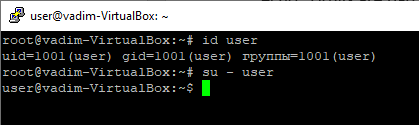 user@vadim-VirtualBox: ~
root@vadim-VirtualBox:~# id user
uid=1001(user) gid=1001(user) группы=1001(user)
root@vadim-VirtualBox:~# su - user
user@vadim-VirtualBox:~$